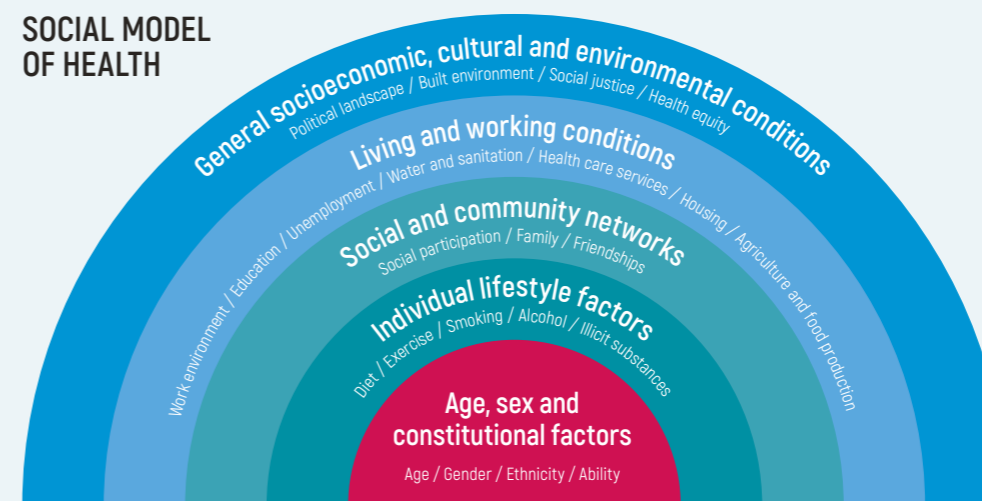 SOCIAL MODEL
OF HEALTH
General socioeconomic, cultural and environmental conditions
Political landscape / Built environment / Social justice / Health equity
Living and working conditions
Work environment / Education / Unemployment / Water and sanitation / Health care services / Housing / Agriculture and food production
Social and community networks
Social participation / Family / Friendships
Individual lifestyle factors
Diet / Exercise / Smoking / Alcohol / Illicit substances
Age, sex and
constitutional factors
Age / Gender / Ethnicity / Ability